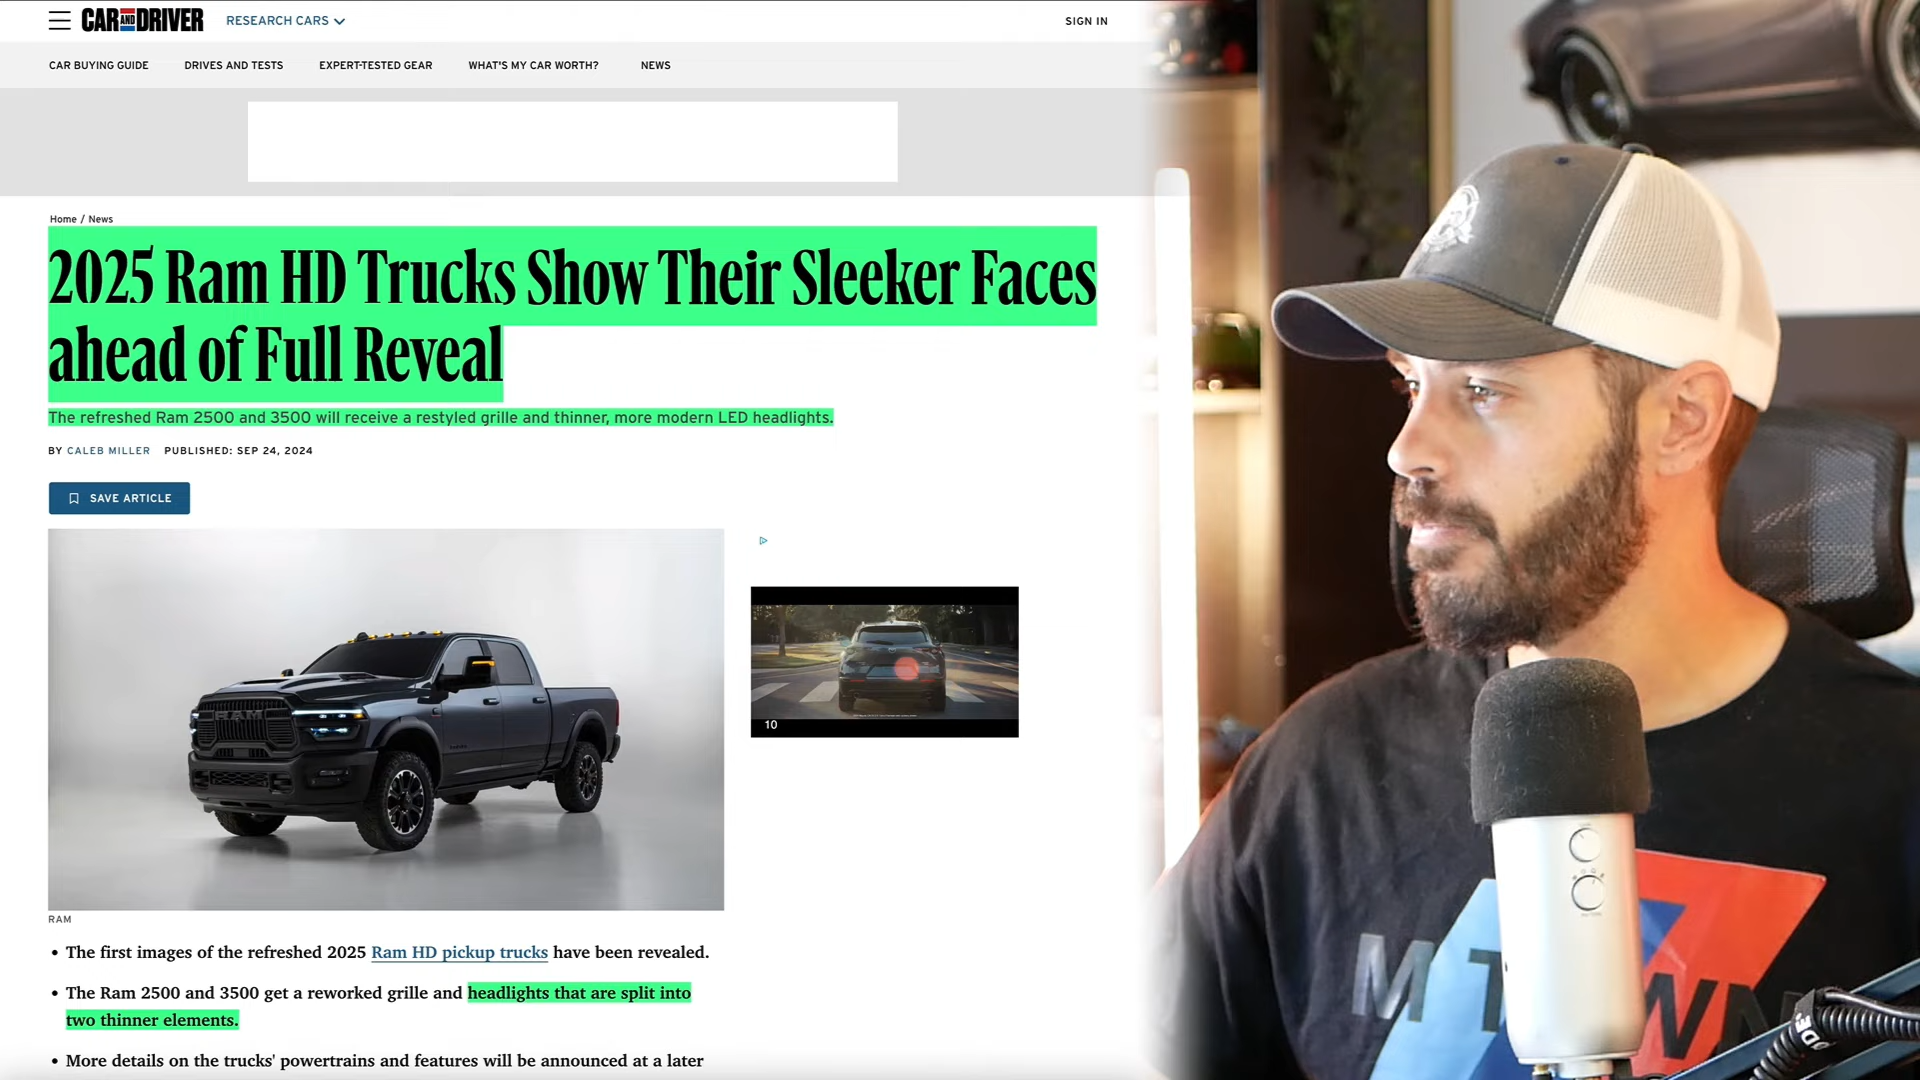 CAR AND DRIVER
RESEARCH CARS
SIGN IN
CAR BUYING GUIDE
DRIVES AND TESTS
EXPERT-TESTED GEAR
WHAT'S MY CAR WORTH?
NEWS
Home / News
2025 Ram HD Trucks Show Their Sleeker Faces
ahead of Full Reveal
The refreshed Ram 2500 and 3500 will receive a restyled grille and thinner, more modern LED headlights.
BY CALEB MILLER PUBLISHED: SEP 24, 2024
SAVE ARTICLE
RAM
10
RAM
• The first images of the refreshed 2025 Ram HD pickup trucks have been revealed.
• The Ram 2500 and 3500 get a reworked grille and headlights that are split into
two thinner elements.
• More details on the trucks' powertrains and features will be announced at a later
M T WN